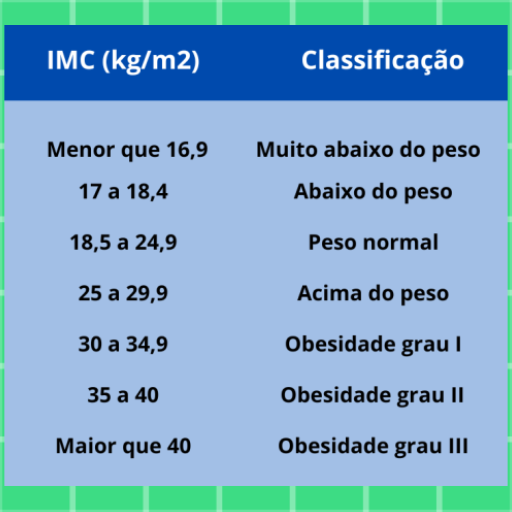 IMC (kg/m2) Classificação
Menor que 16,9 Muito abaixo do peso
17 a 18,4 Abaixo do peso
18,5 a 24,9 Peso normal
25 a 29,9 Acima do peso
30 a 34,9 Obesidade grau I
35 a 40 Obesidade grau II
Maior que 40 Obesidade grau III